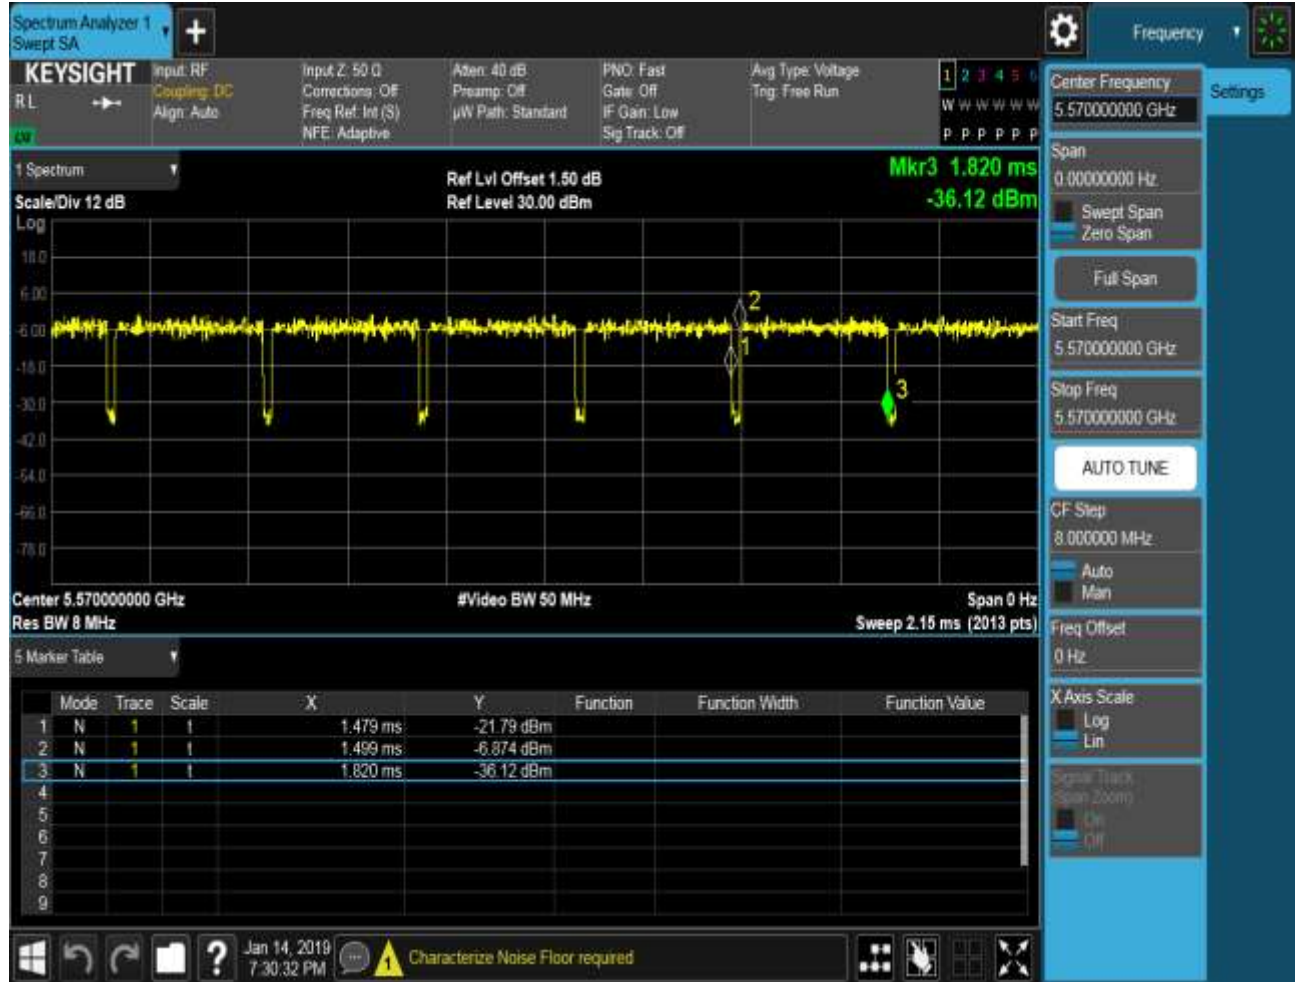 Spectrum Analyzer 1
Swept SA
+
Frequency
KEYSIGHT
RL
Input: RF
Coupling: DC
Align: Auto
Input Z: 50 Ω
Corrections: Off
Freq Ref: Int (S)
NFE: Adaptive
Atten: 40 dB
Preamp: Off
µW Path: Standard
PNO: Fast
Gate: Off
IF Gain: Low
Sig Track: Off
Avg Type: Voltage
Trig: Free Run
1 2 3 4 5 6
W W W W W W
P P P P P P
1 Spectrum
Scale/Div 12 dB
Ref Lvl Offset 1.50 dB
Ref Level 30.00 dBm
Mkr3 1.820 ms
-36.12 dBm
Log
18.0
6.00
-6.00
-18.0
-30.0
-42.0
-54.0
-66.0
-78.0
2
1
3
Center 5.570000000 GHz
#Video BW 50 MHz
Span 0 Hz
Res BW 8 MHz
Sweep 2.15 ms (2013 pts)
5 Marker Table
Mode Trace Scale X Y Function Function Width Function Value
1 N 1 t 1.479 ms -21.79 dBm
2 N 1 t 1.499 ms -6.874 dBm
3 N 1 t 1.820 ms -36.12 dBm
4
5
6
7
8
9
Center Frequency
5.570000000 GHz
Settings
Span
0.00000000 Hz
Swept Span
Zero Span
Full Span
Start Freq
5.570000000 GHz
Stop Freq
5.570000000 GHz
AUTO TUNE
CF Step
8.000000 MHz
Auto
Man
Freq Offset
0 Hz
X Axis Scale
Log
Lin
Signal Track
(Span Zoom)
On
Off
?
Jan 14, 2019
7:30:32 PM
1
Characterize Noise Floor required